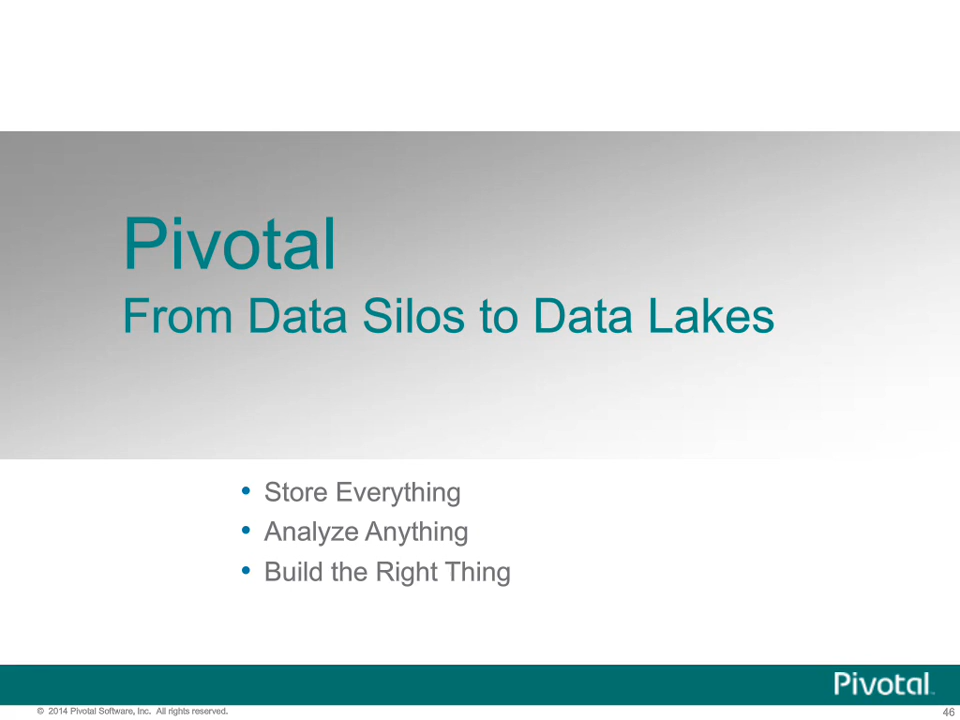 Pivotal
From Data Silos to Data Lakes
• Store Everything
• Analyze Anything
• Build the Right Thing
Pivotal™
© 2014 Pivotal Software, Inc. All rights reserved.
46